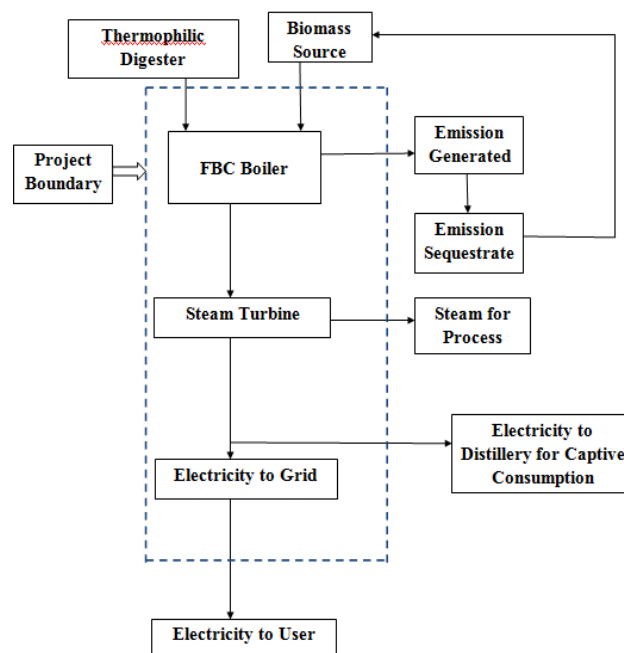 Thermophilic
Digester
Biomass
Source
Project
Boundary
FBC Boiler
Emission
Generated
Emission
Sequestrate
Steam Turbine
Steam for
Process
Electricity to
Distillery for Captive
Consumption
Electricity to Grid
Electricity to User